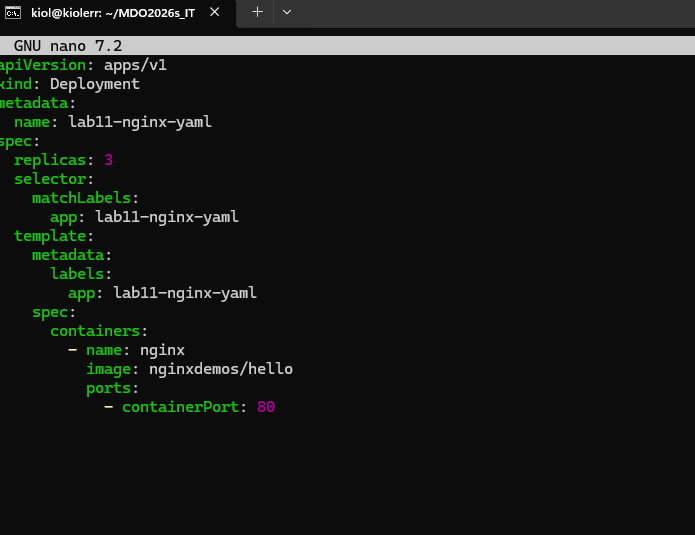 kiol@kiolerr: ~/MDO2026s_IT
GNU nano 7.2
apiVersion: apps/v1
kind: Deployment
metadata:
  name: lab11-nginx-yaml
spec:
  replicas: 3
  selector:
    matchLabels:
      app: lab11-nginx-yaml
  template:
    metadata:
      labels:
        app: lab11-nginx-yaml
    spec:
      containers:
        - name: nginx
          image: nginxdemos/hello
          ports:
            - containerPort: 80